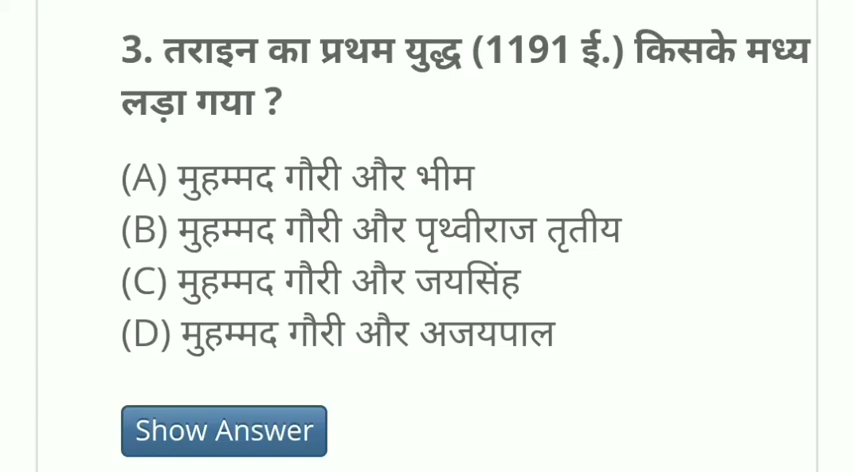 3. तराइन का प्रथम युद्ध (1191 ई.) किसके मध्य
लड़ा गया ?
(A) मुहम्मद गौरी और भीम
(B) मुहम्मद गौरी और पृथ्वीराज तृतीय
(C) मुहम्मद गौरी और जयसिंह
(D) मुहम्मद गौरी और अजयपाल
Show Answer